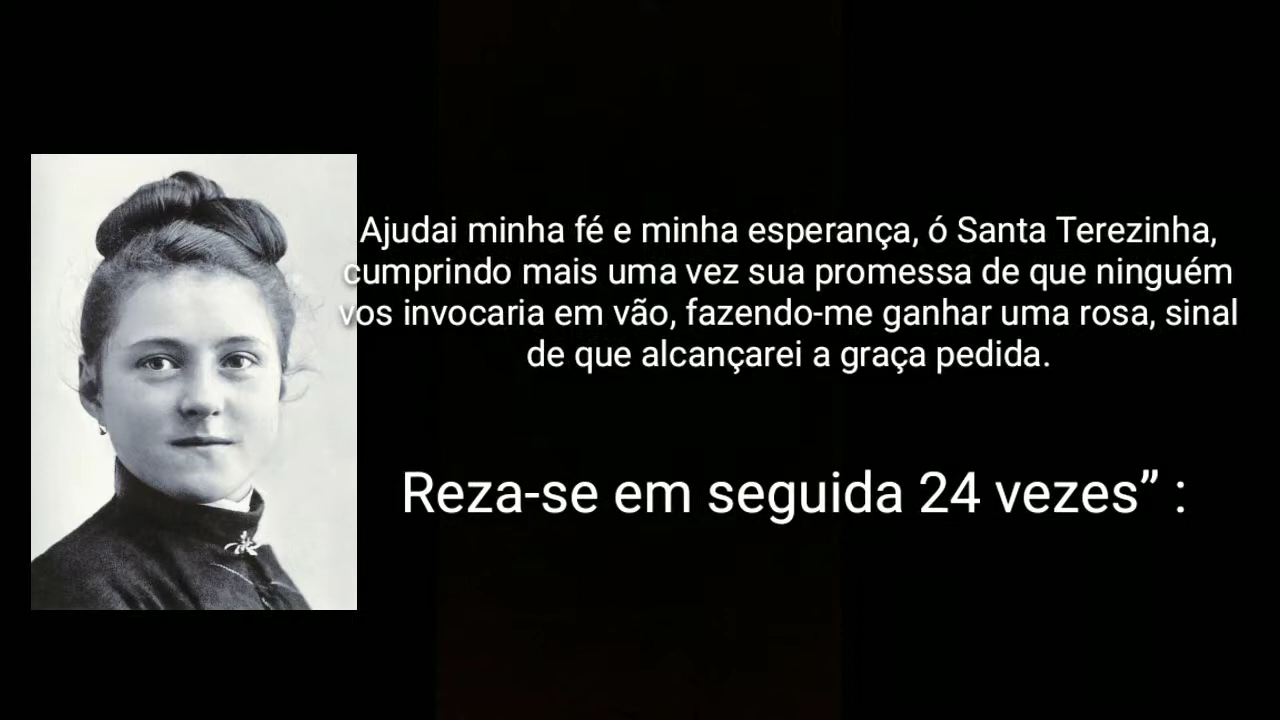 Ajudai minha fé e minha esperança, ó Santa Terezinha,
cumprindo mais uma vez sua promessa de que ninguém
vos invocaria em vão, fazendo-me ganhar uma rosa, sinal
de que alcançarei a graça pedida.
Reza-se em seguida 24 vezes” :